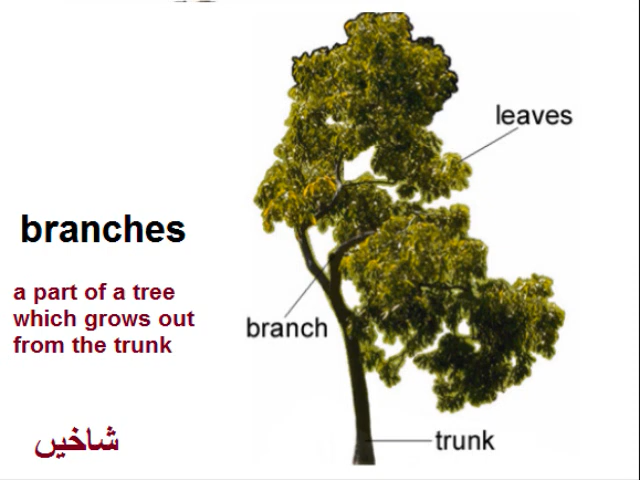 leaves
branches
a part of a tree
which grows out
from the trunk
branch
شاخیں
trunk